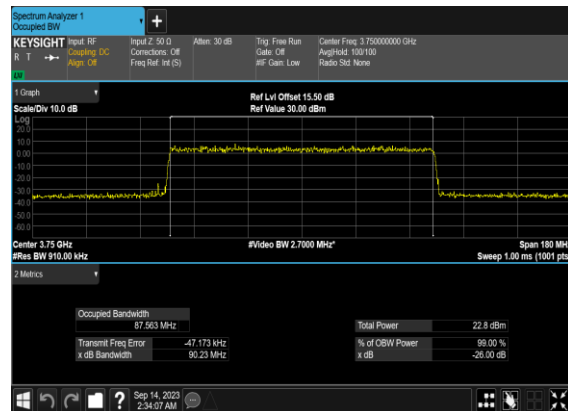 Spectrum Analyzer 1
Occupied BW
+
KEYSIGHT Input: RF Input Z: 50 Ω Atten: 30 dB Trig: Free Run Center Freq: 3.750000000 GHz
R T Coupling: DC Corrections: Off Gate: Off Avg|Hold: 100/100
Align: Off Freq Ref: Int (S) #IF Gain: Low Radio Std: None
1 Graph
Ref Lvl Offset 15.50 dB
Scale/Div 10.0 dB Ref Value 30.00 dBm
Log
20.0
10.0
0.00
-10.0
-20.0
-30.0
-40.0
-50.0
-60.0
Center 3.75 GHz #Video BW 2.7000 MHz* Span 180 MH
#Res BW 910.00 kHz Sweep 1.00 ms (1001 pts
2 Metrics
Occupied Bandwidth
87.563 MHz Total Power 22.8 dBm
Transmit Freq Error -47.173 kHz % of OBW Power 99.00 %
x dB Bandwidth 90.23 MHz x dB -26.00 dB
? Sep 14, 2023
2:34:07 AM